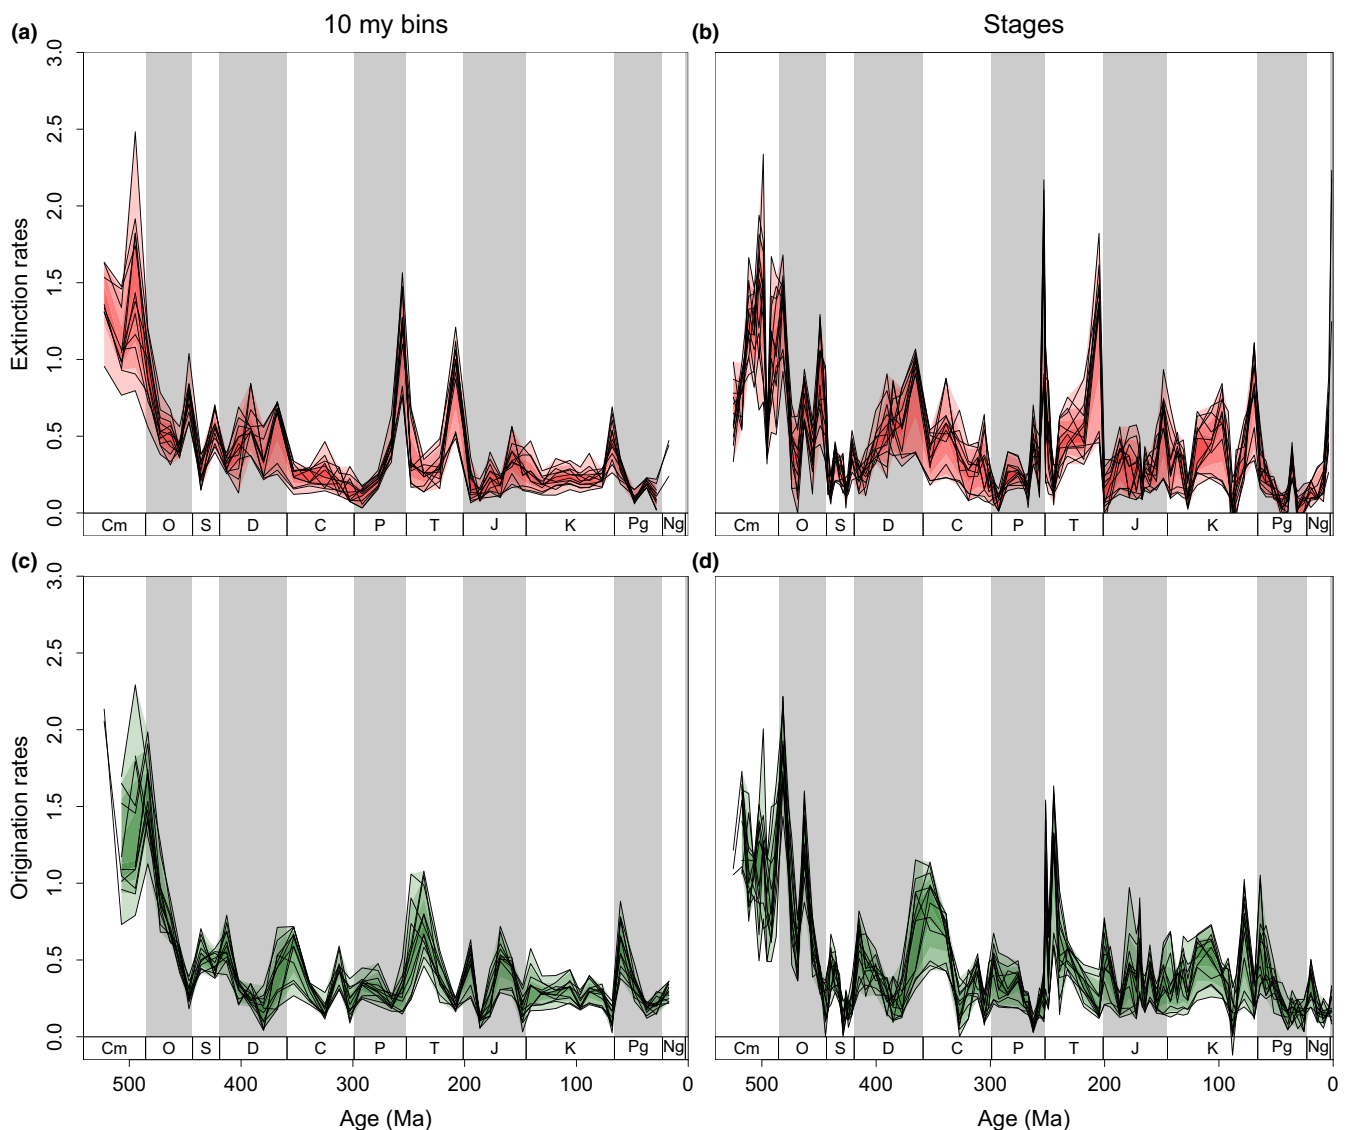 10 my bins
Stages
(a)
(b)
Extinction rates
3.0
2.5
2.0
1.5
1.0
0.5
0.0
Cm O S D C P T J K Pg Ng
Cm O S D C P T J K Pg Ng
(c)
(d)
Origination rates
3.0
2.5
2.0
1.5
1.0
0.5
0.0
Cm O S D C P T J K Pg Ng
Cm O S D C P T J K Pg Ng
500 400 300 200 100 0
500 400 300 200 100 0
Age (Ma)
Age (Ma)